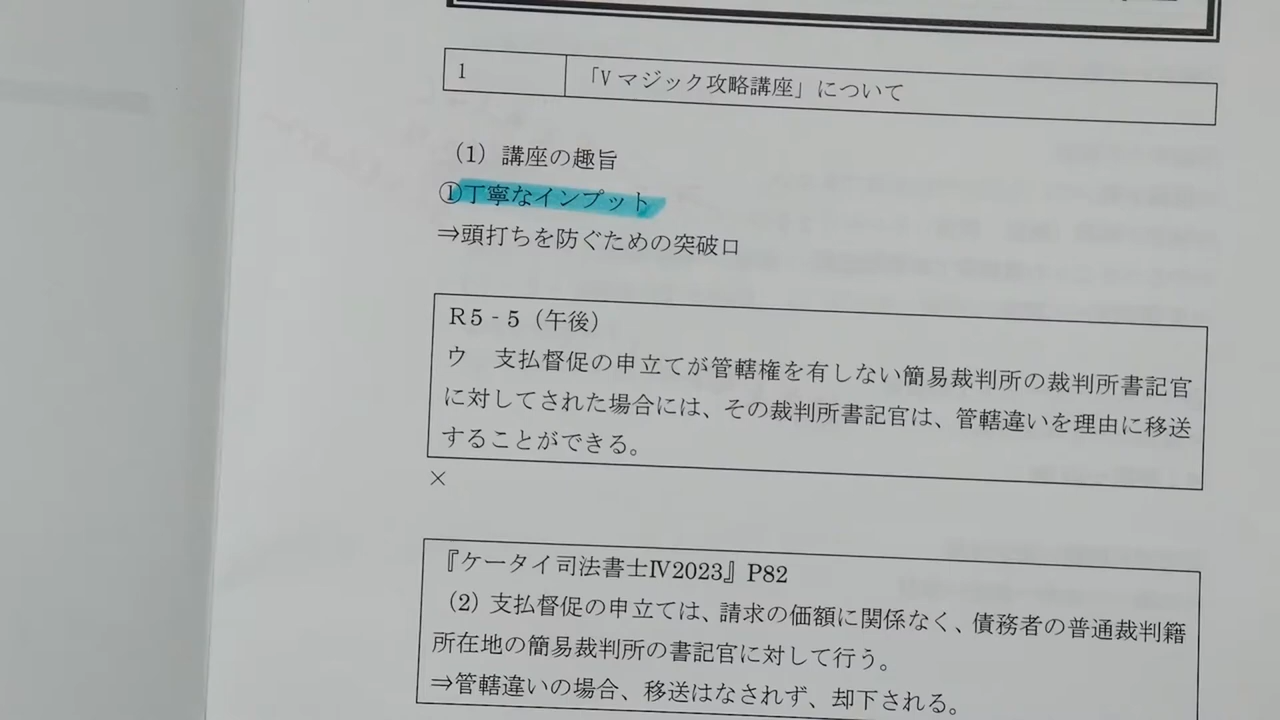 1 「Vマジック攻略講座」について
(1) 講座の趣旨
①丁寧なインプット
⇒頭打ちを防ぐための突破口
R5-5（午後）
ウ 支払督促の申立てが管轄権を有しない簡易裁判所の裁判所書記官
に対してされた場合には、その裁判所書記官は、管轄違いを理由に移送
することができる。
×
『ケータイ司法書士Ⅳ2023』P82
(2) 支払督促の申立ては、請求の価額に関係なく、債務者の普通裁判籍
所在地の簡易裁判所の書記官に対して行う。
⇒管轄違いの場合、移送はなされず、却下される。